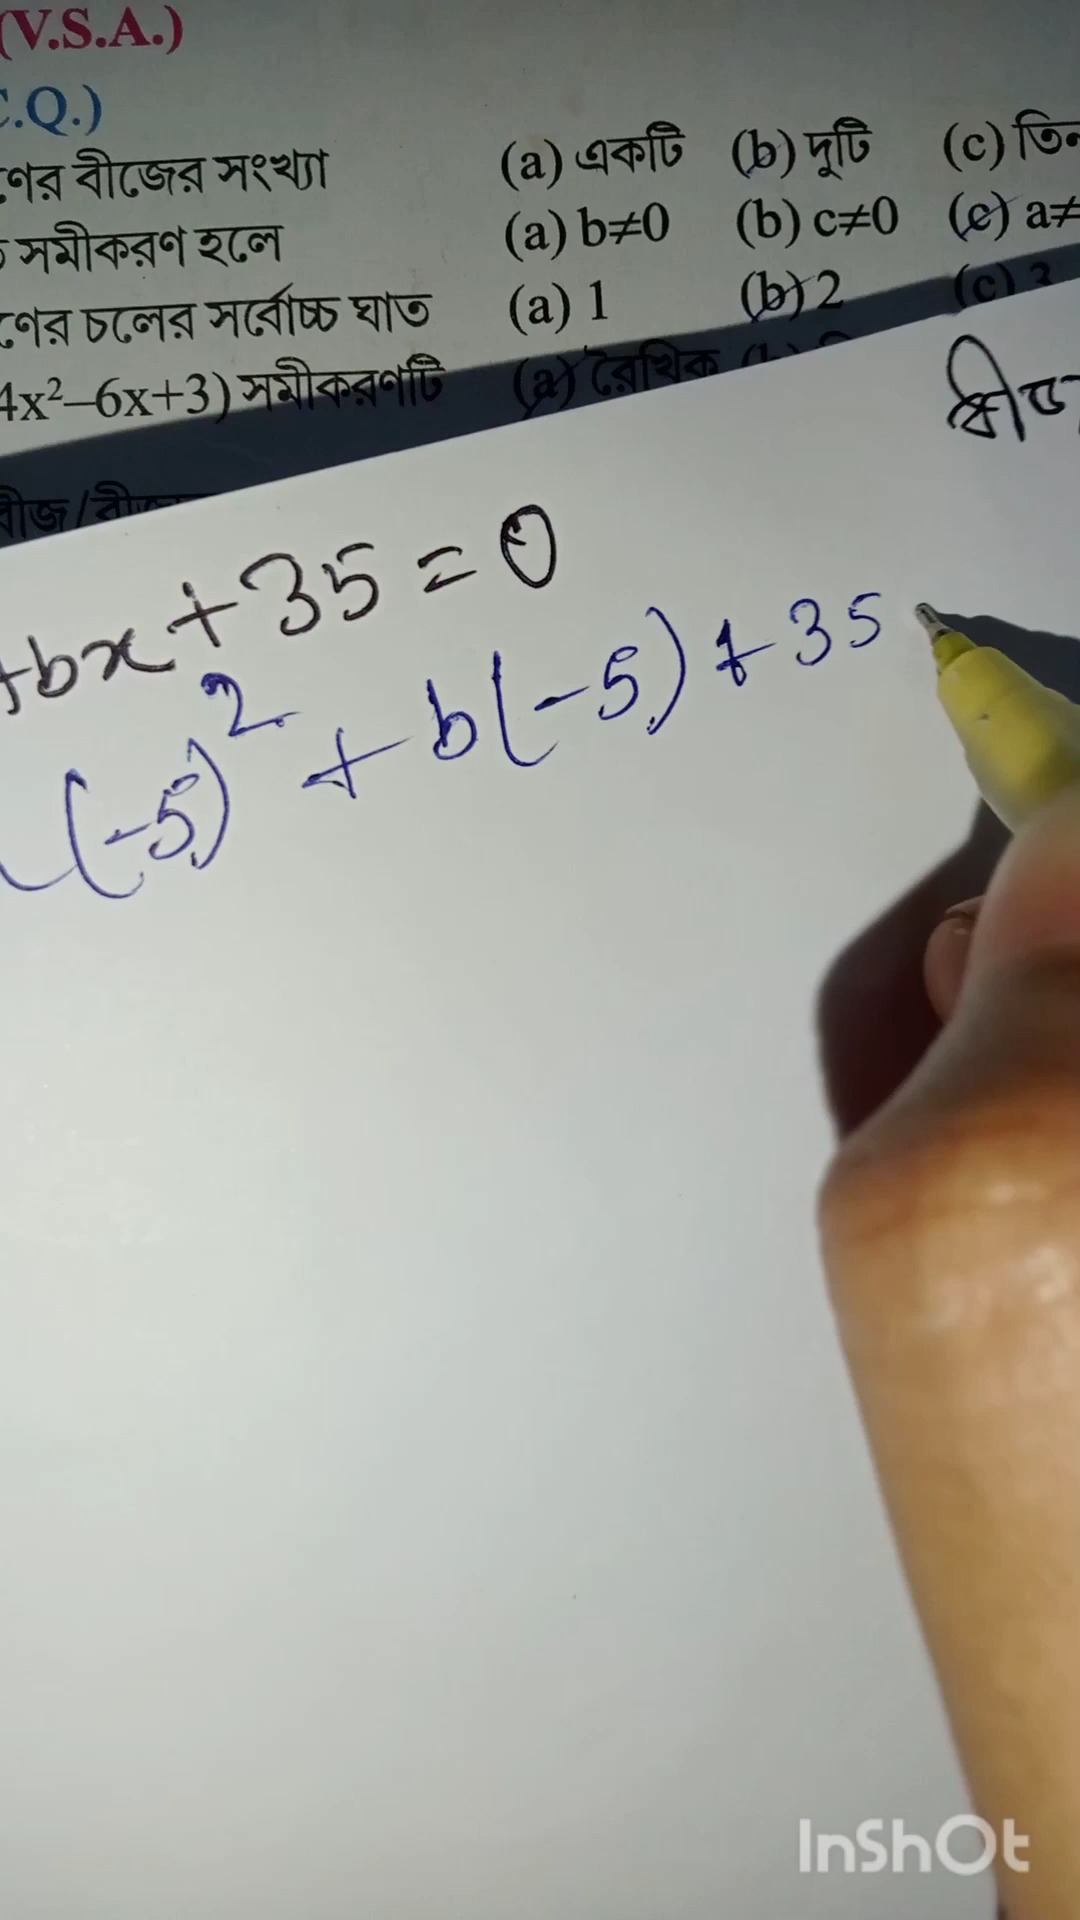 (V.S.A.)
C.Q.)
ণের বীজের সংখ্যা (a) একটি (b) দুটি (c) তিন
সমীকরণ হলে (a) b≠0 (b) c≠0 (c) a≠
ণের চলের সর্বোচ্চ ঘাত (a) 1 (b) 2 (c) 3
4x²–6x+3) সমীকরণটি (a) রৈখিক (b)
বীজ/
+bx+35=0
(-5)²+b(-5)+35
InShOt